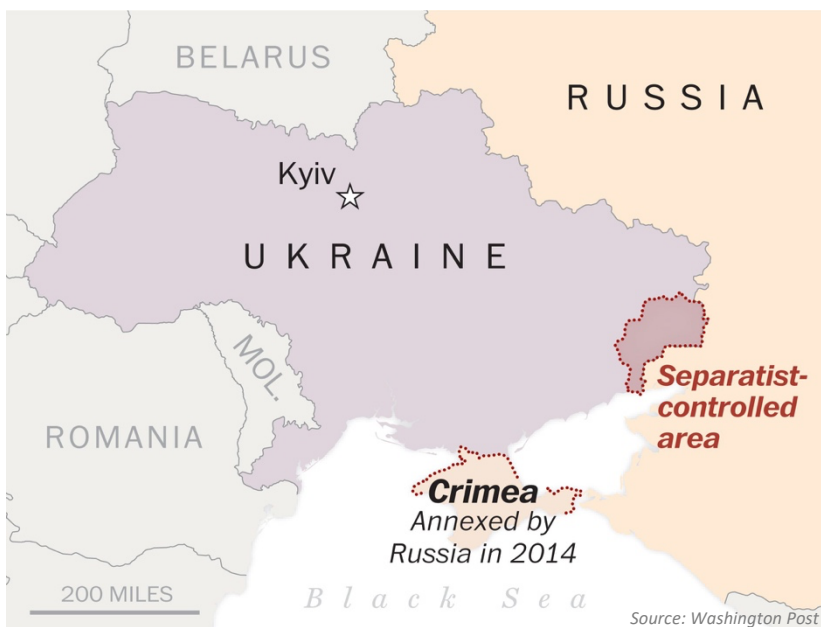 BELARUS
RUSSIA
Kyiv
UKRAINE
MOL.
Separatist-
controlled
area
ROMANIA
Crimea
Annexed by
Russia in 2014
200 MILES
Black Sea
Source: Washington Post